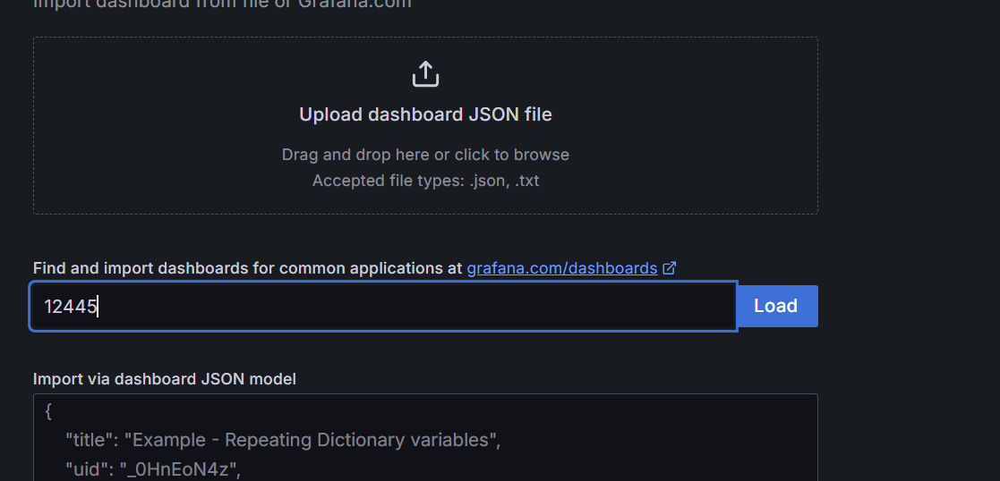 Import dashboard from file or Grafana.com
Upload dashboard JSON file
Drag and drop here or click to browse
Accepted file types: .json, .txt
Find and import dashboards for common applications at grafana.com/dashboards
12445
Load
Import via dashboard JSON model
{
"title": "Example - Repeating Dictionary variables",
"uid": "_0HnEoN4z",